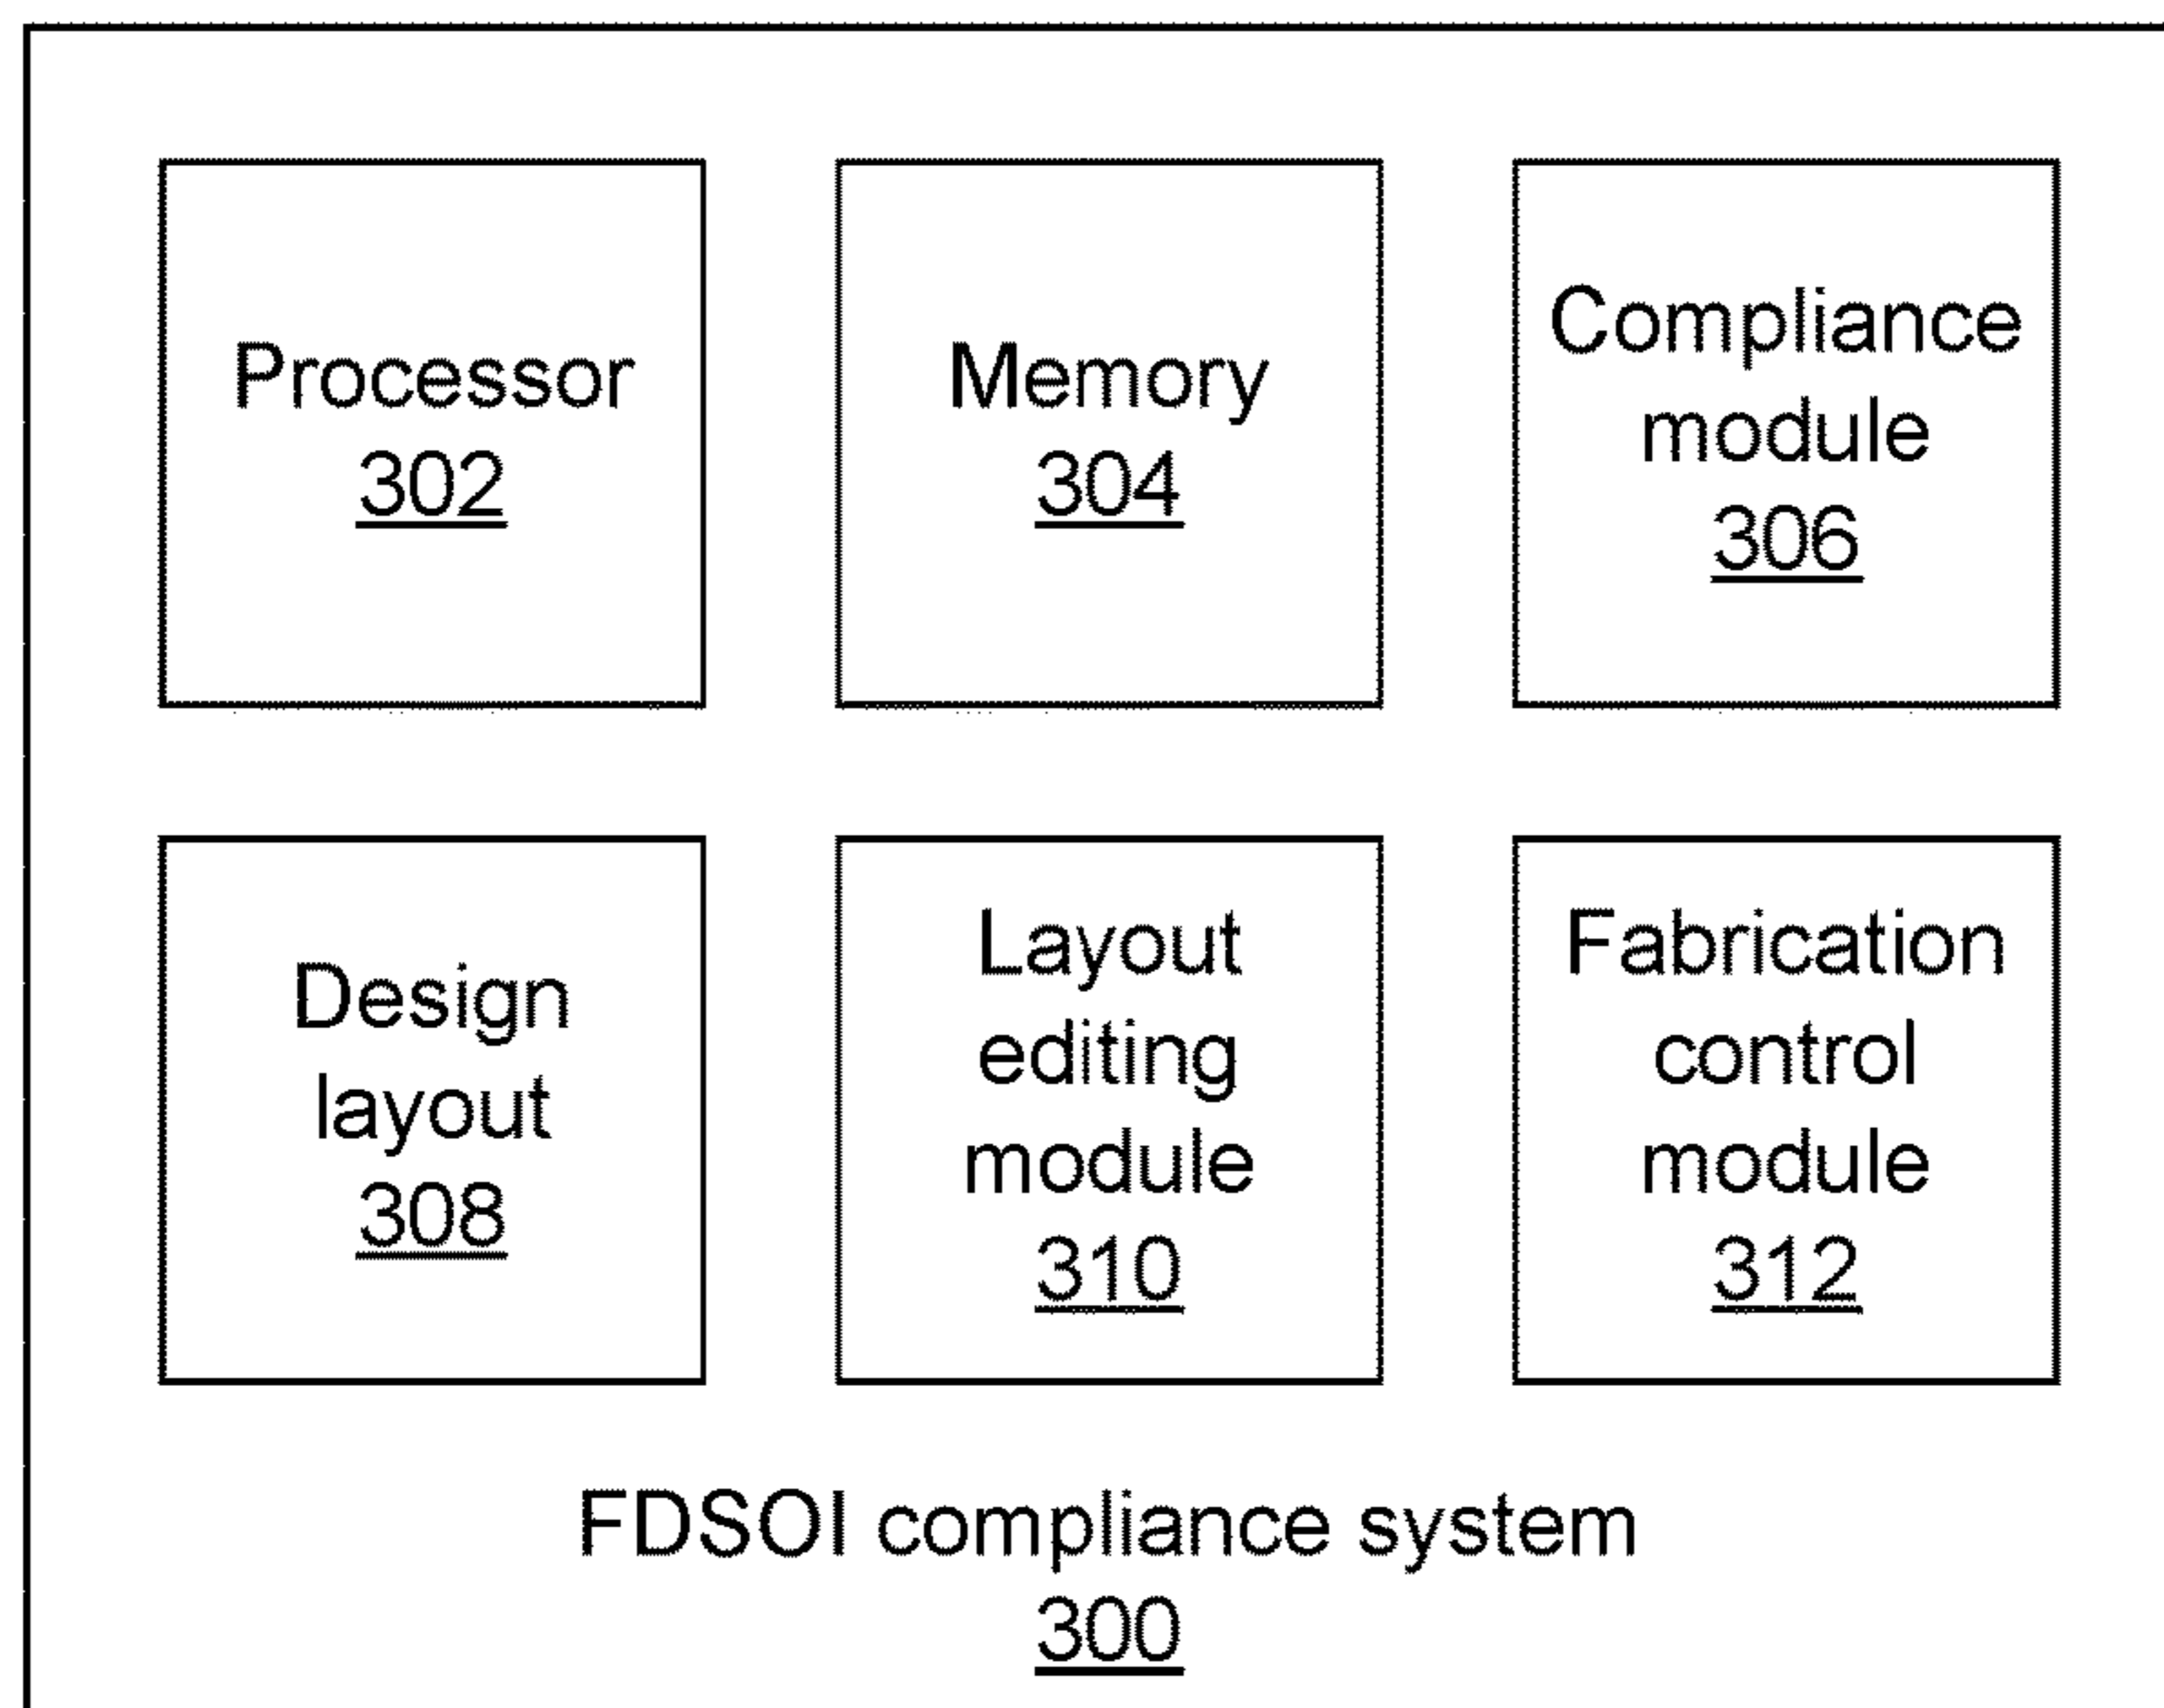 Processor
302
Memory
304
Compliance
module
306
Design
layout
308
Layout
editing
module
310
Fabrication
control
module
312
FDSOI compliance system
300